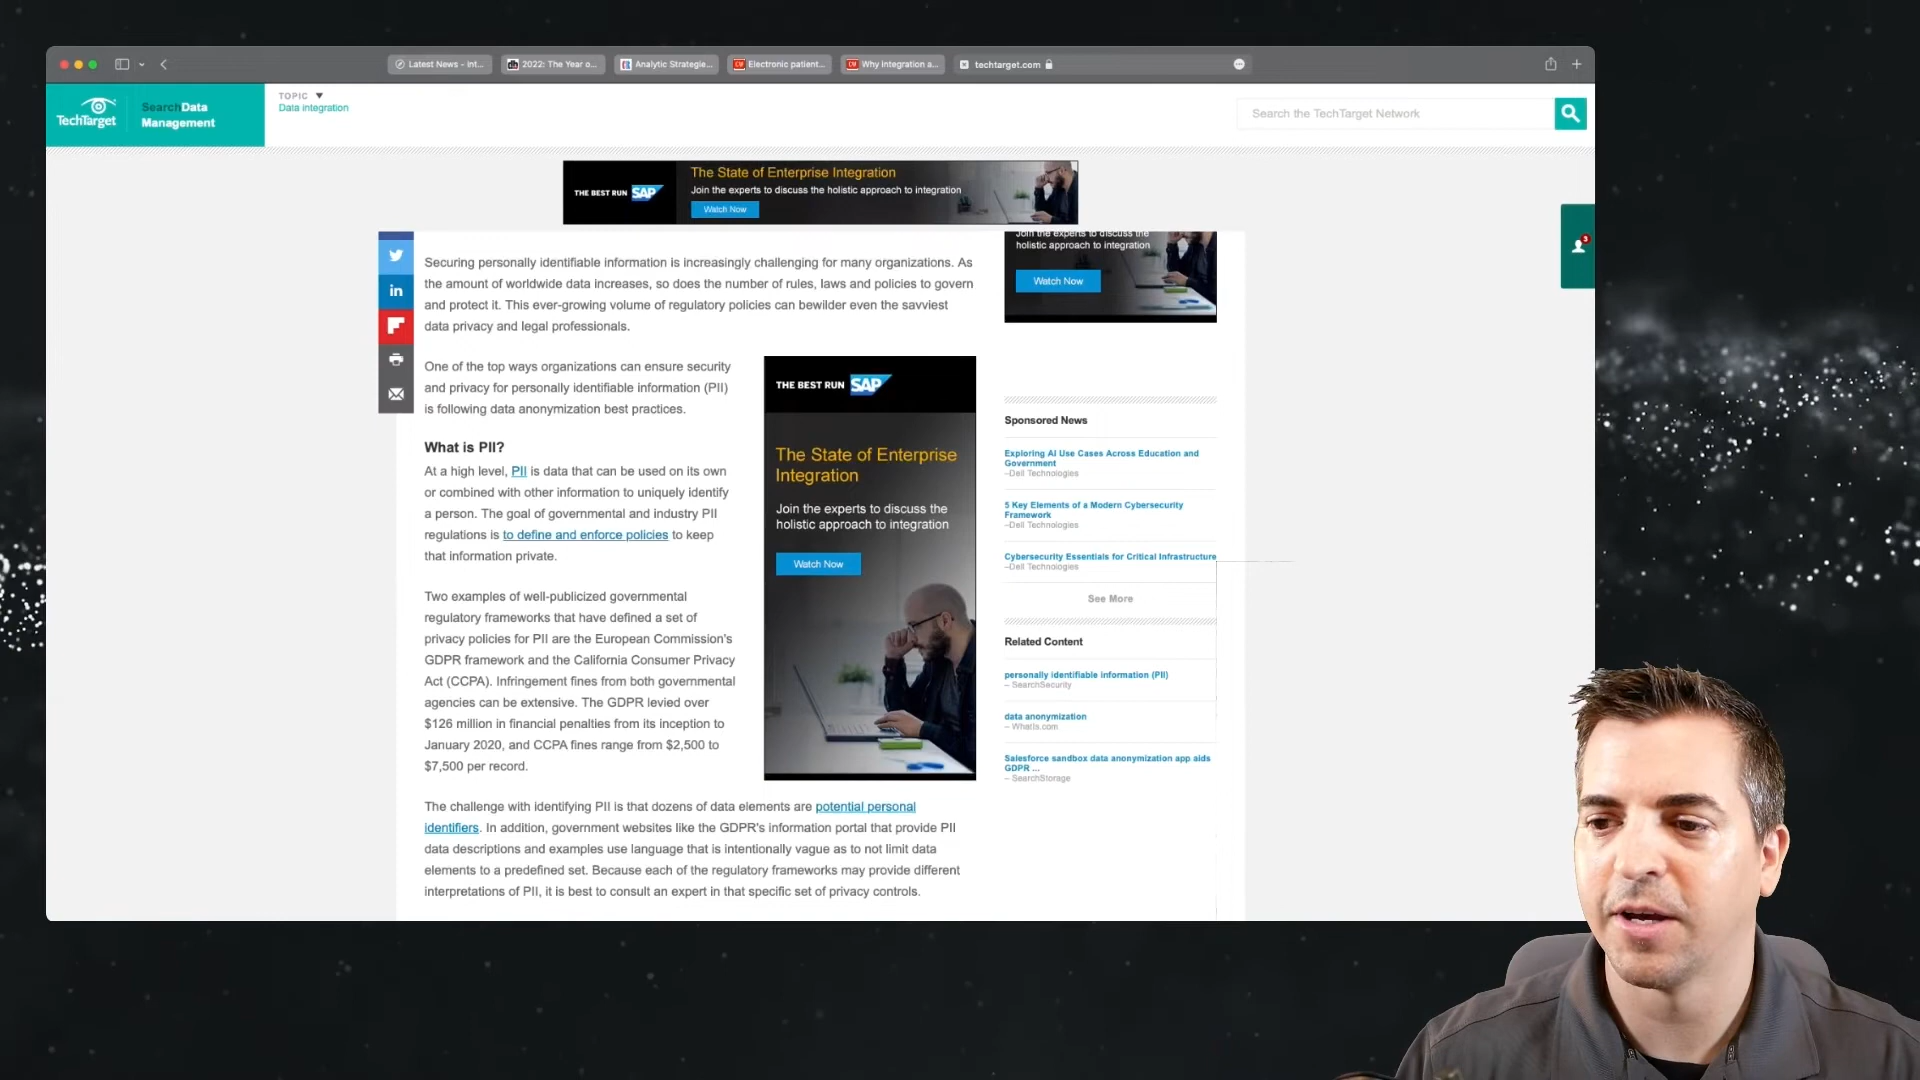 Latest News - Int...
2022: The Year o...
Analytic Strategie...
Electronic patient...
Why integration a...
techtarget.com
TechTarget
SearchData
Management
TOPIC
Data integration
Search the TechTarget Network
THE BEST RUN SAP
The State of Enterprise Integration
Join the experts to discuss the holistic approach to integration
Watch Now
3
Securing personally identifiable information is increasingly challenging for many organizations. As
the amount of worldwide data increases, so does the number of rules, laws and policies to govern
and protect it. This ever-growing volume of regulatory policies can bewilder even the savviest
data privacy and legal professionals.
One of the top ways organizations can ensure security
and privacy for personally identifiable information (PII)
is following data anonymization best practices.
What is PII?
At a high level, PII is data that can be used on its own
or combined with other information to uniquely identify
a person. The goal of governmental and industry PII
regulations is to define and enforce policies to keep
that information private.
Two examples of well-publicized governmental
regulatory frameworks that have defined a set of
privacy policies for PII are the European Commission's
GDPR framework and the California Consumer Privacy
Act (CCPA). Infringement fines from both governmental
agencies can be extensive. The GDPR levied over
$126 million in financial penalties from its inception to
January 2020, and CCPA fines range from $2,500 to
$7,500 per record.
The challenge with identifying PII is that dozens of data elements are potential personal
identifiers. In addition, government websites like the GDPR's information portal that provide PII
data descriptions and examples use language that is intentionally vague as to not limit data
elements to a predefined set. Because each of the regulatory frameworks may provide different
interpretations of PII, it is best to consult an expert in that specific set of privacy controls.
THE BEST RUN SAP
The State of Enterprise
Integration
Join the experts to discuss the
holistic approach to integration
Watch Now
Join the experts to discuss the
holistic approach to integration
Watch Now
Sponsored News
Exploring AI Use Cases Across Education and
Government
–Dell Technologies
5 Key Elements of a Modern Cybersecurity
Framework
–Dell Technologies
Cybersecurity Essentials for Critical Infrastructure
–Dell Technologies
See More
Related Content
personally identifiable information (PII)
– SearchSecurity
data anonymization
– WhatIs.com
Salesforce sandbox data anonymization app aids
GDPR ...
– SearchStorage